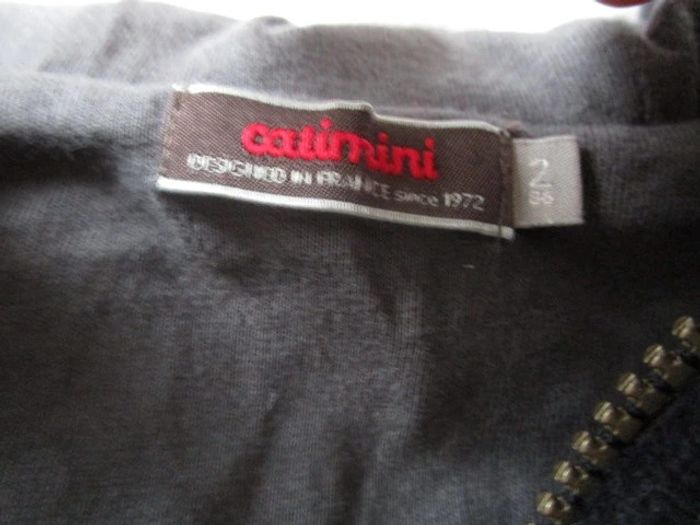 catimini
DESIGNED IN FRANCE since 1972
2
86